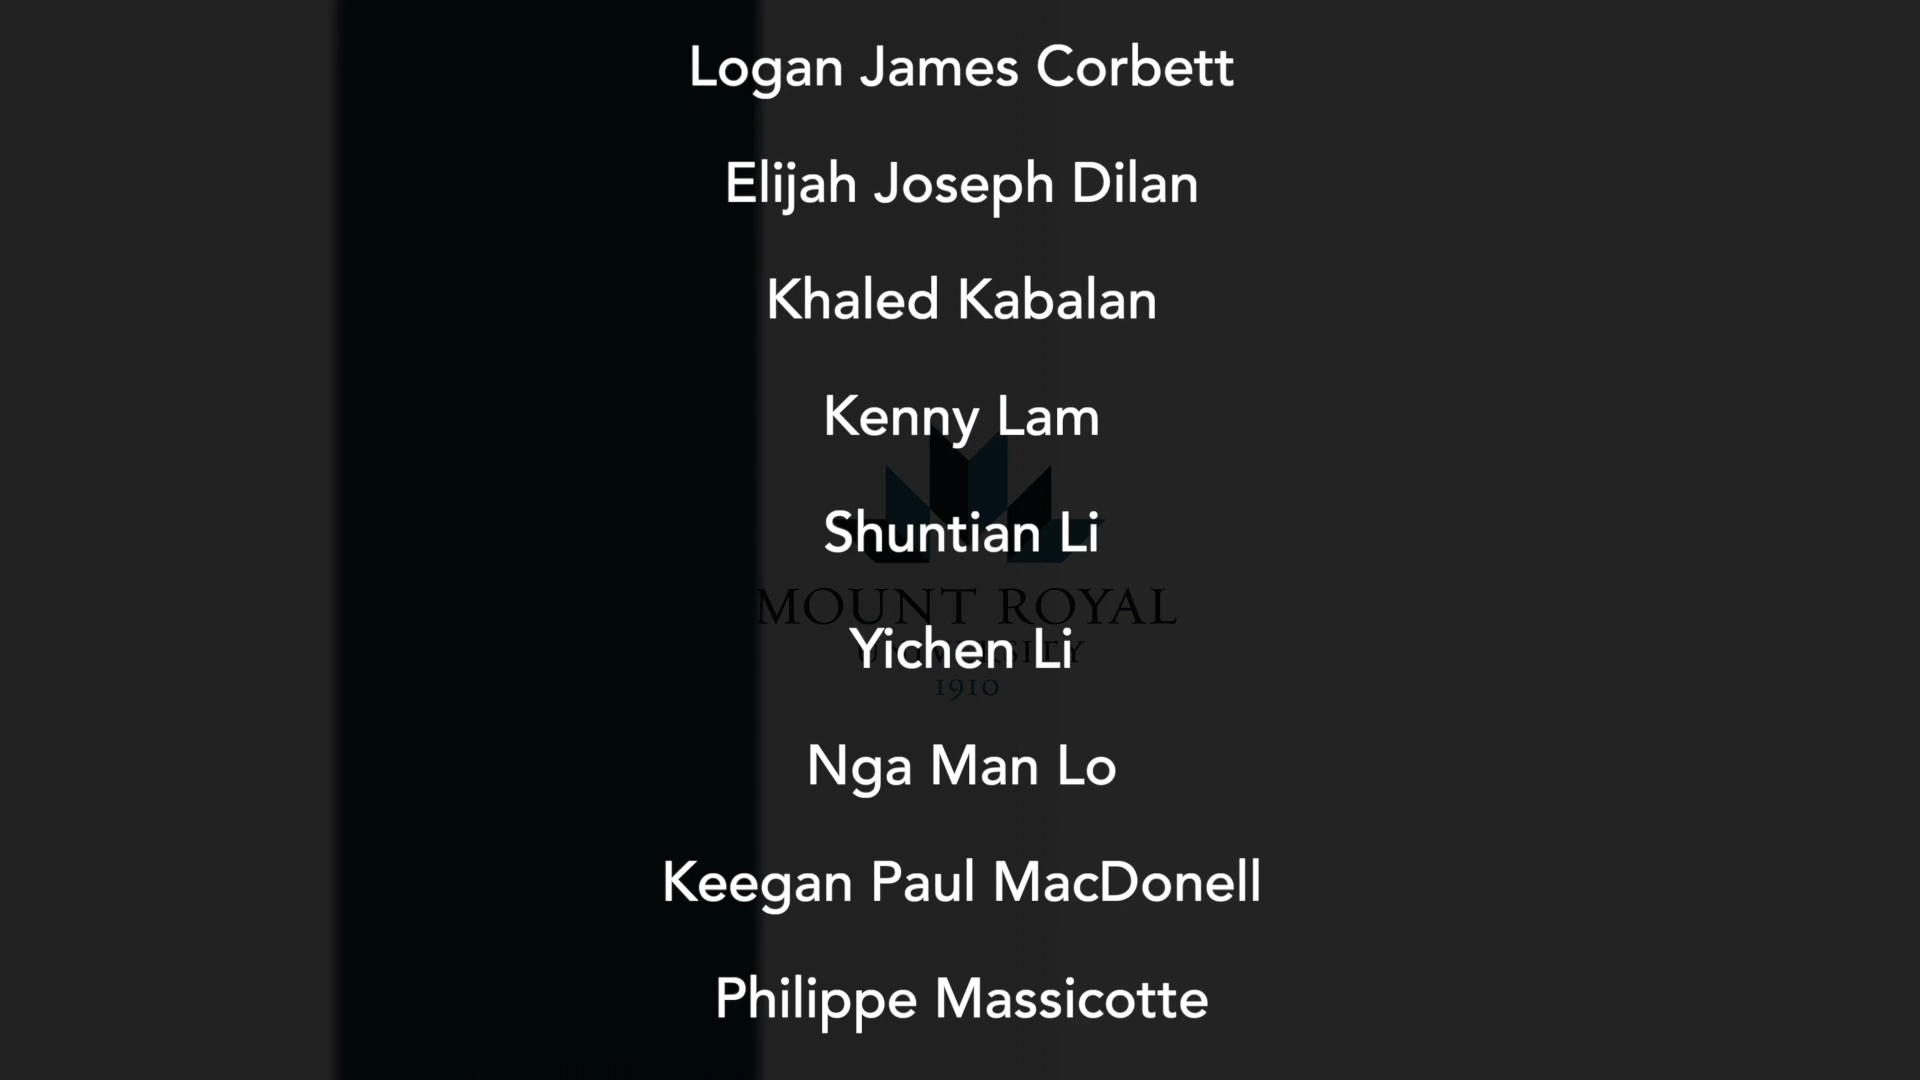 Logan James Corbett
Elijah Joseph Dilan
Khaled Kabalan
Kenny Lam
Shuntian Li
MOUNT ROYAL
Yichen Li
UNIVERSITY
1910
Nga Man Lo
Keegan Paul MacDonell
Philippe Massicotte